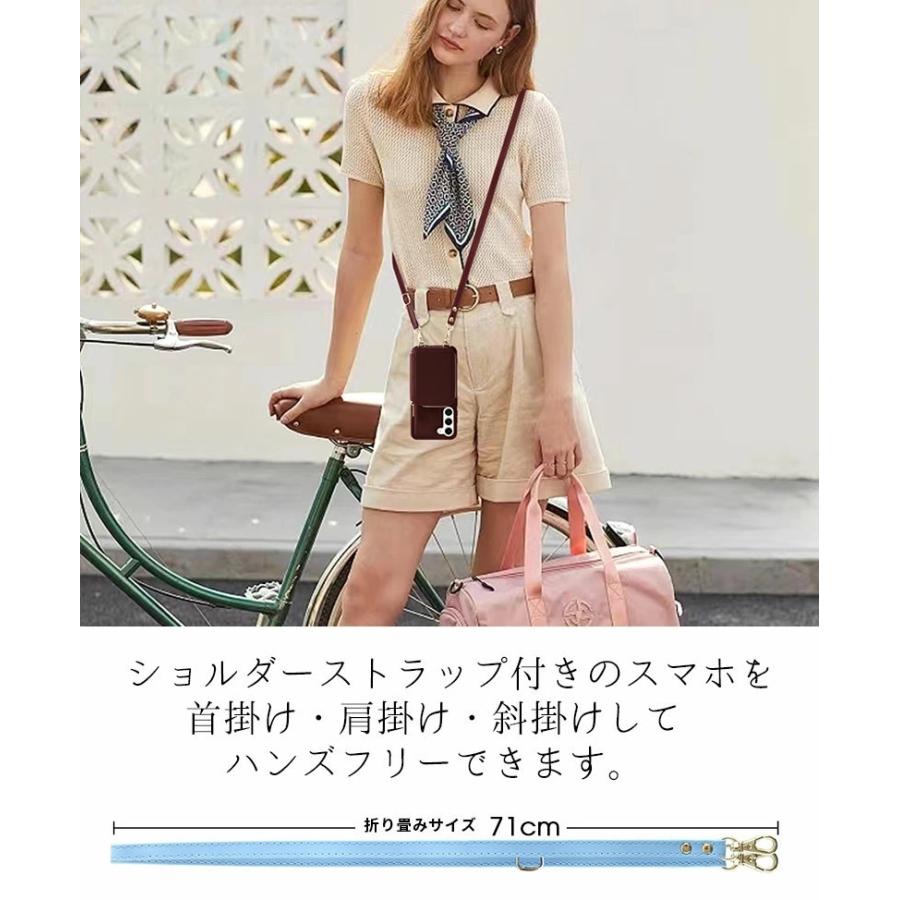 ショルダーストラップ付きのスマホを
首掛け・肩掛け・斜掛けして
ハンズフリーできます。
折り畳みサイズ 71cm